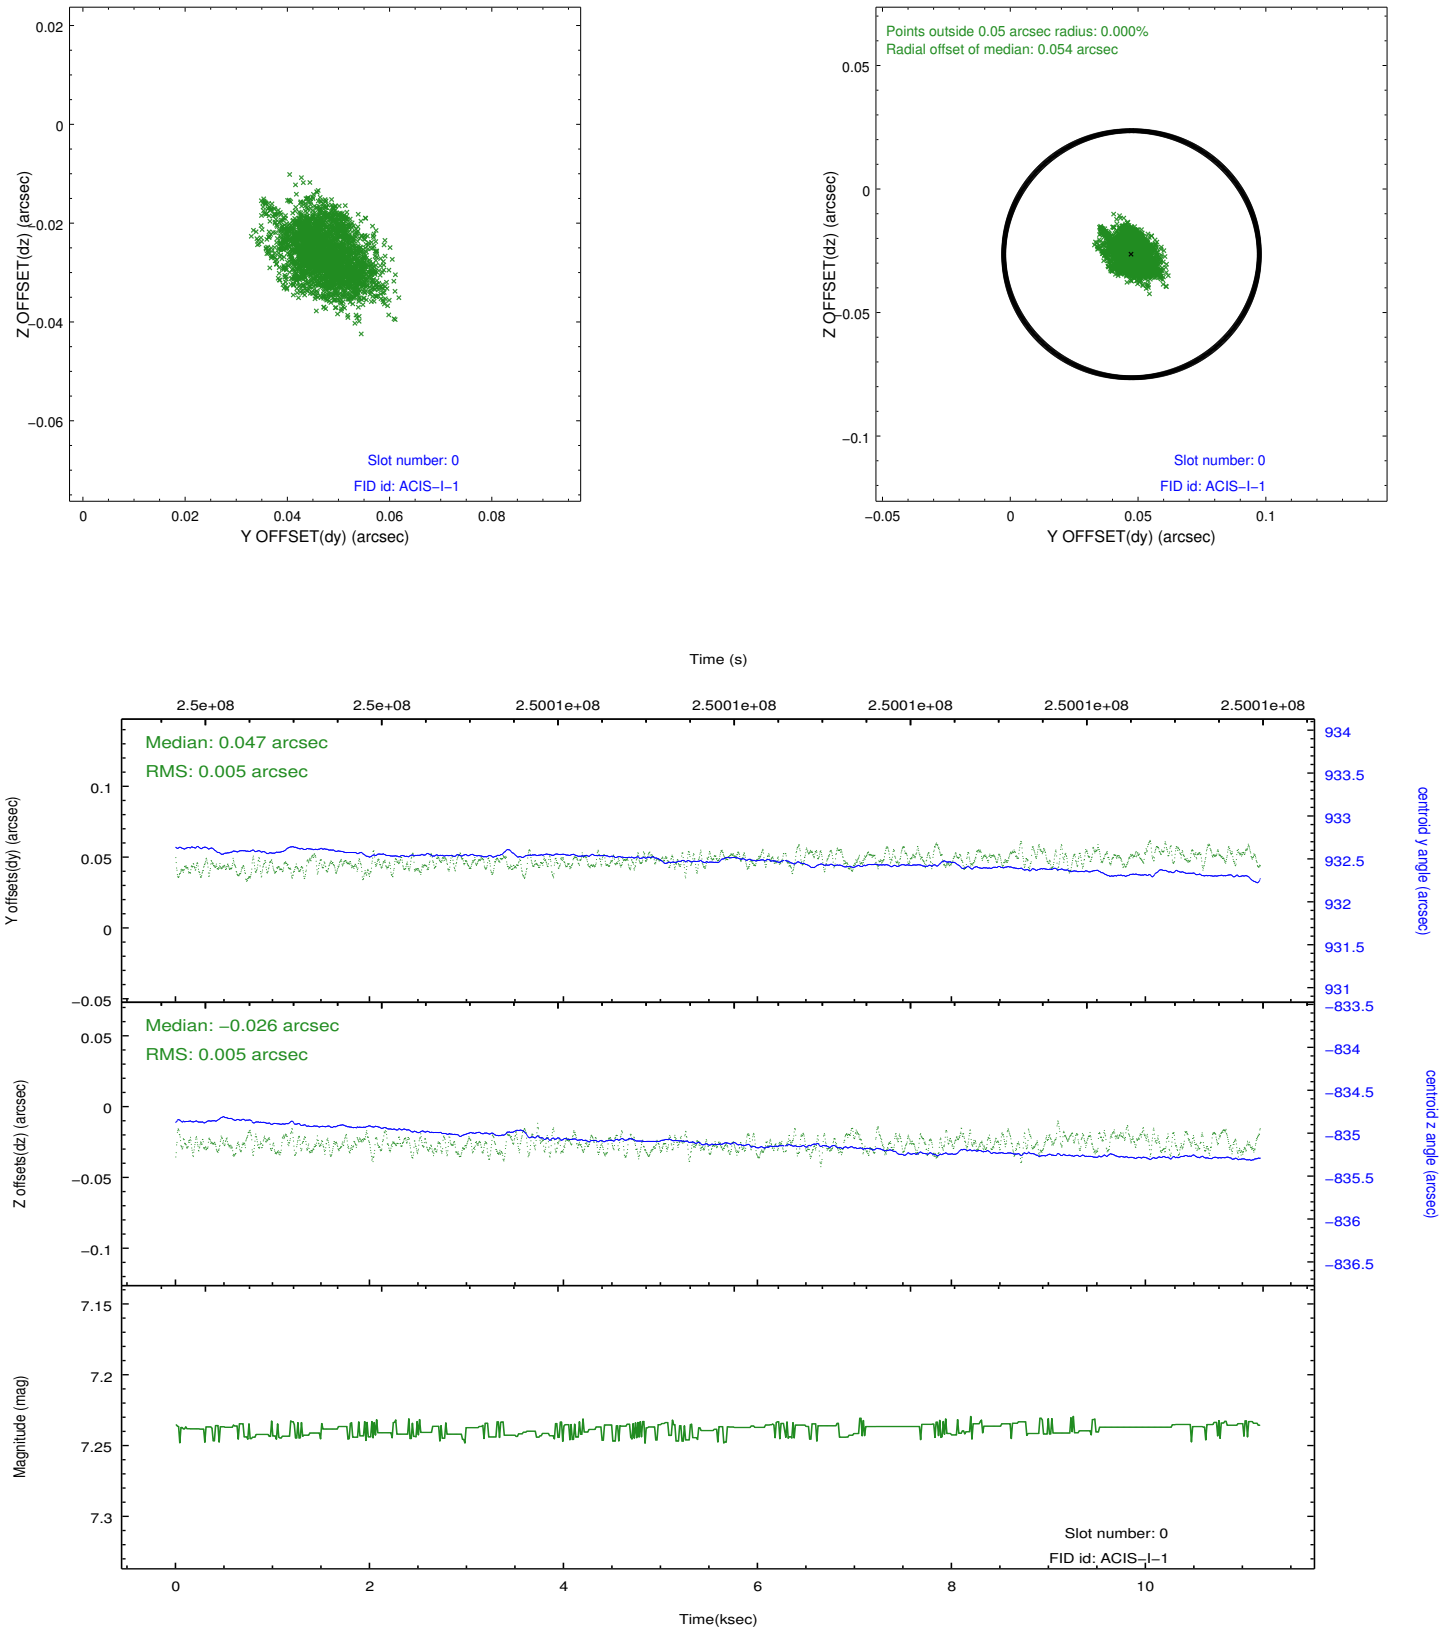 0.02
0
−0.02
−0.04
−0.06
Z OFFSET(dz) (arcsec)
Slot number: 0
FID id: ACIS−I−1
0
0.02
0.04
0.06
0.08
Y OFFSET(dy) (arcsec)
Points outside 0.05 arcsec radius: 0.000%
Radial offset of median: 0.054 arcsec
0.05
0
−0.05
−0.1
Z OFFSET(dz) (arcsec)
Slot number: 0
FID id: ACIS−I−1
−0.05
0
0.05
0.1
Y OFFSET(dy) (arcsec)
Time (s)
2.5e+08
2.5e+08
2.5001e+08
2.5001e+08
2.5001e+08
2.5001e+08
2.5001e+08
Median: 0.047 arcsec
RMS: 0.005 arcsec
0.1
0.05
0
−0.05
Y offsets(dy) (arcsec)
934
933.5
933
932.5
932
931.5
931
centroid y angle (arcsec)
Median: −0.026 arcsec
RMS: 0.005 arcsec
0.05
0
−0.05
−0.1
Z offsets(dz) (arcsec)
−833.5
−834
−834.5
−835
−835.5
−836
−836.5
centroid z angle (arcsec)
7.15
7.2
7.25
7.3
Magnitude (mag)
Slot number: 0
FID id: ACIS−I−1
0
2
4
6
8
10
Time(ksec)